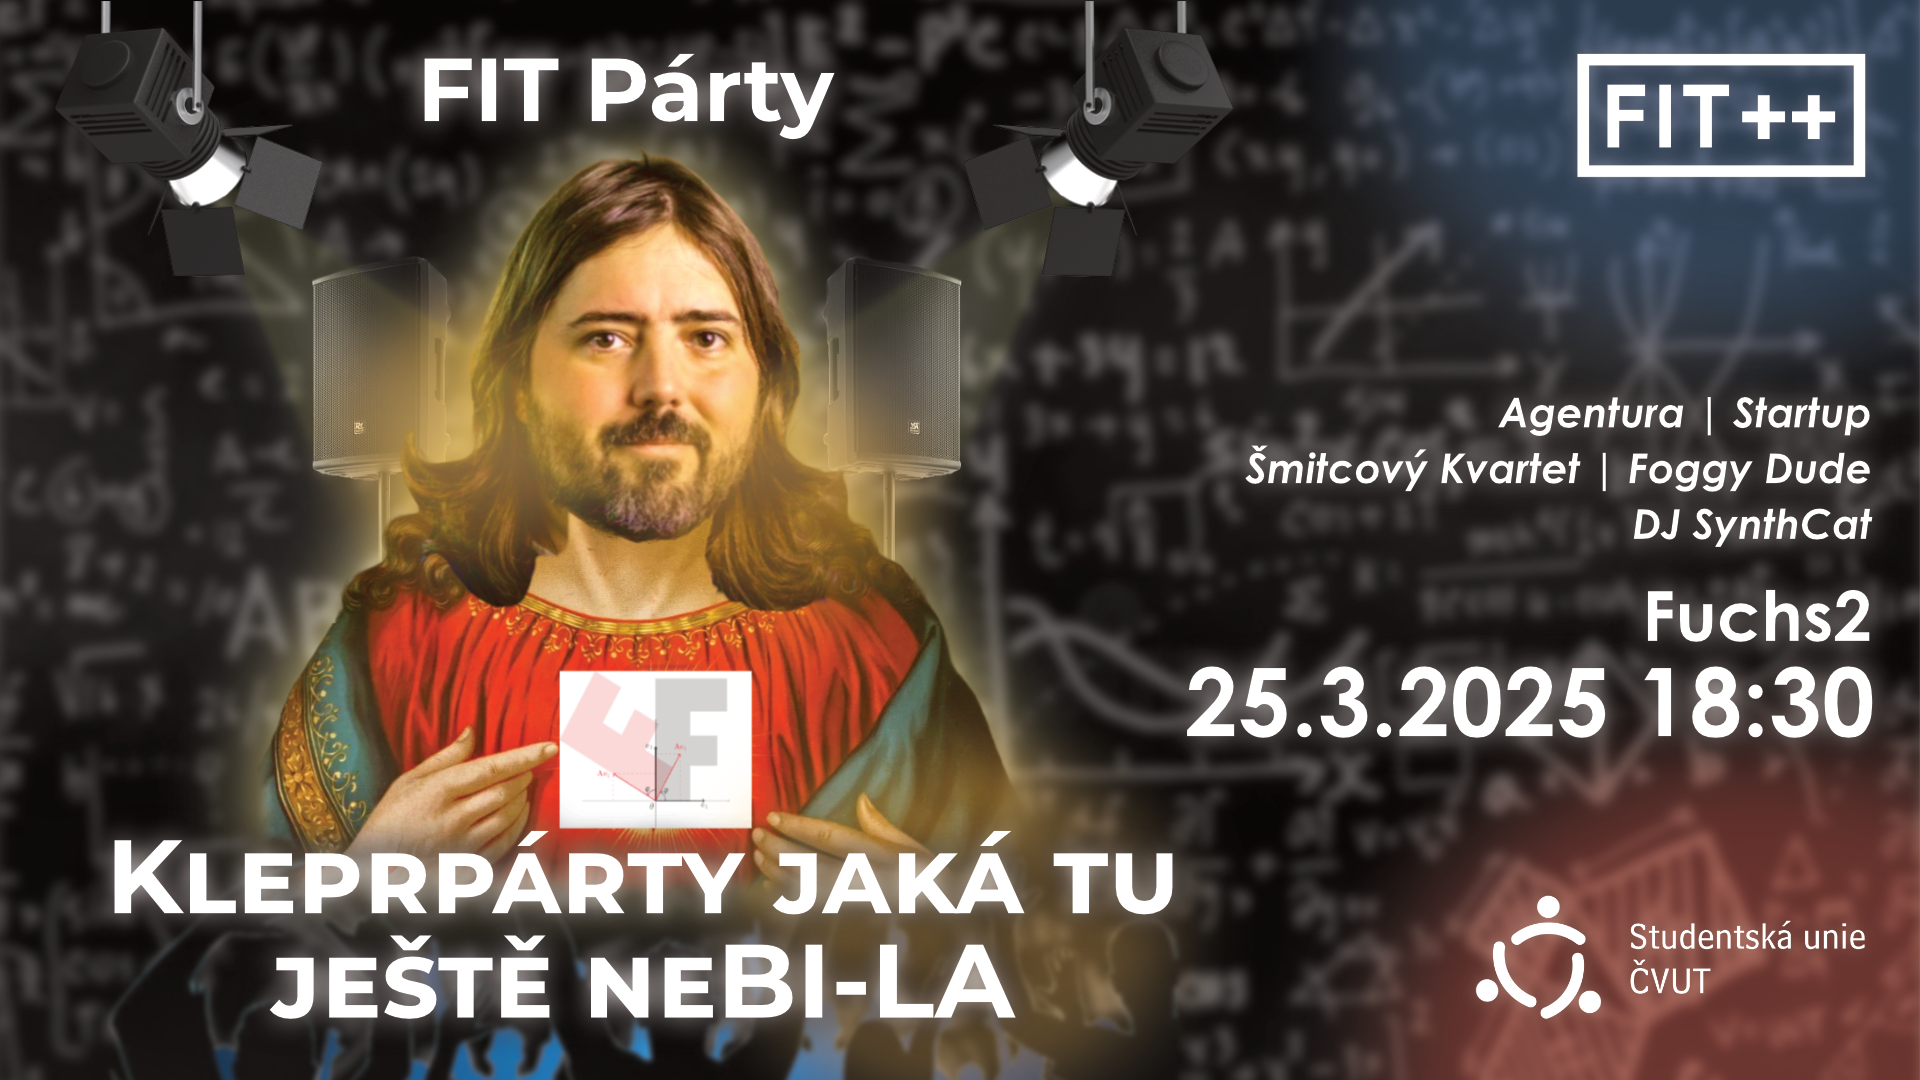 FIT Párty
FIT++
Agentura | Startup
Šmitcový Kvartet | Foggy Dude
DJ SynthCat
Fuchs2
25.3.2025 18:30
KLEPRPÁRTY JAKÁ TU
JEŠTĚ NEBI-LA
Studentská unie
ČVUT